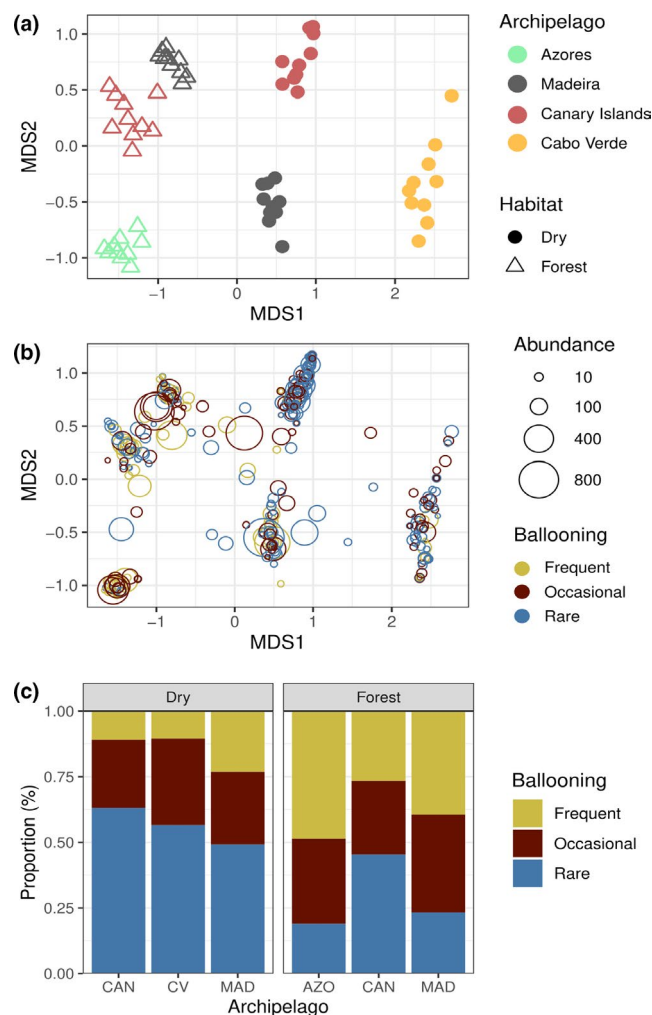 (a)
MDS2
1.0
0.5
0.0
−0.5
−1.0
−1
0
1
2
MDS1
Archipelago
Azores
Madeira
Canary Islands
Cabo Verde
Habitat
Dry
Forest
(b)
MDS2
1.0
0.5
0.0
−0.5
−1.0
−1
0
1
2
MDS1
Abundance
10
100
400
800
Ballooning
Frequent
Occasional
Rare
(c)
Dry
Forest
Proportion (%)
1.00
0.75
0.50
0.25
0.00
CAN
CV
MAD
AZO
CAN
MAD
Archipelago
Ballooning
Frequent
Occasional
Rare